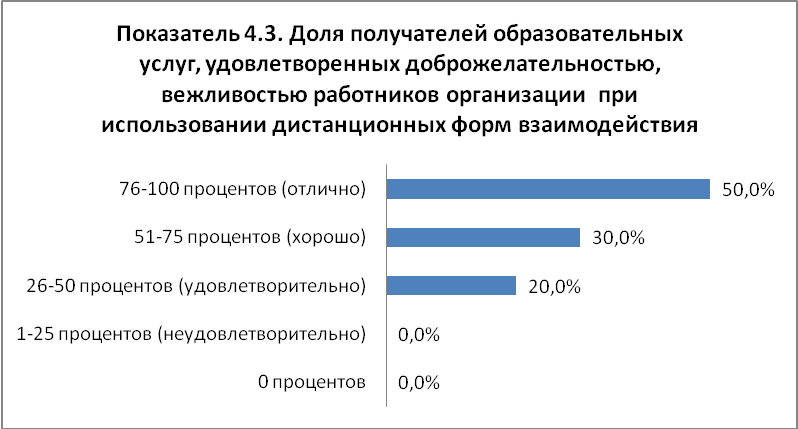 Показатель 4.3. Доля получателей образовательных
услуг, удовлетворенных доброжелательностью,
вежливостью работников организации при
использовании дистанционных форм взаимодействия
76-100 процентов (отлично) 50,0%
51-75 процентов (хорошо) 30,0%
26-50 процентов (удовлетворительно) 20,0%
1-25 процентов (неудовлетворительно) 0,0%
0 процентов 0,0%